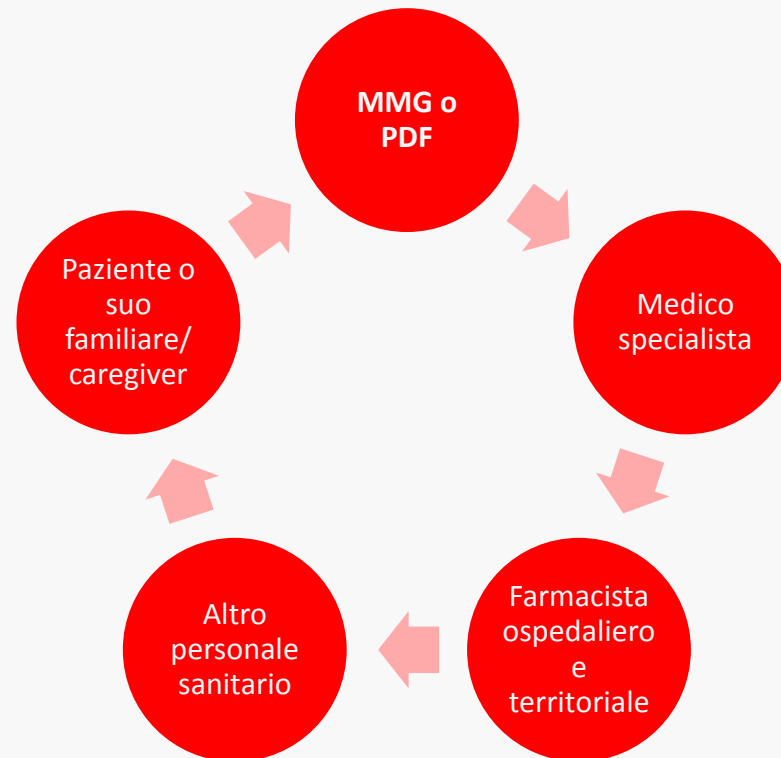 MMG o
PDF
Medico
specialista
Farmacista
ospedaliero
e
territoriale
Altro
personale
sanitario
Paziente o
suo
familiare/
caregiver